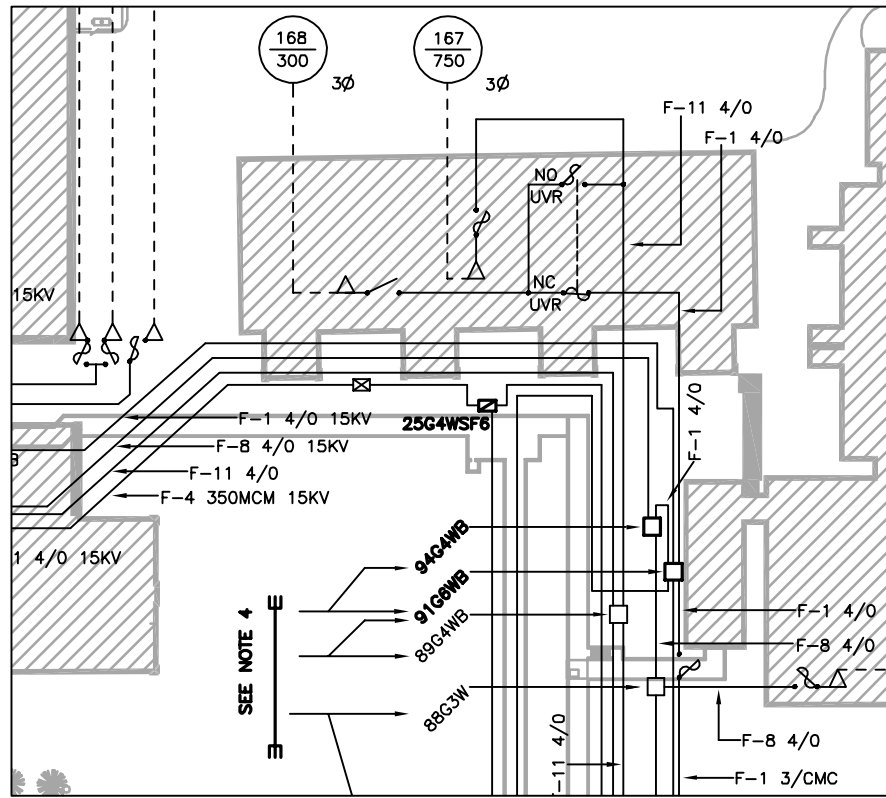 168
300
3Ø
167
750
3Ø
F-11 4/0
F-1 4/0
NO
UVR
NC
UVR
15KV
F-1 4/0 15KV
F-8 4/0 15KV
F-11 4/0
F-4 350MCM 15KV
25G4WSF6
F-1 4/0
1 4/0 15KV
94G4WB
91G6WB
89G4WB
88G3W
SEE NOTE 4
F-1 4/0
F-8 4/0
F-8 4/0
-11 4/0
F-1 3/CMC